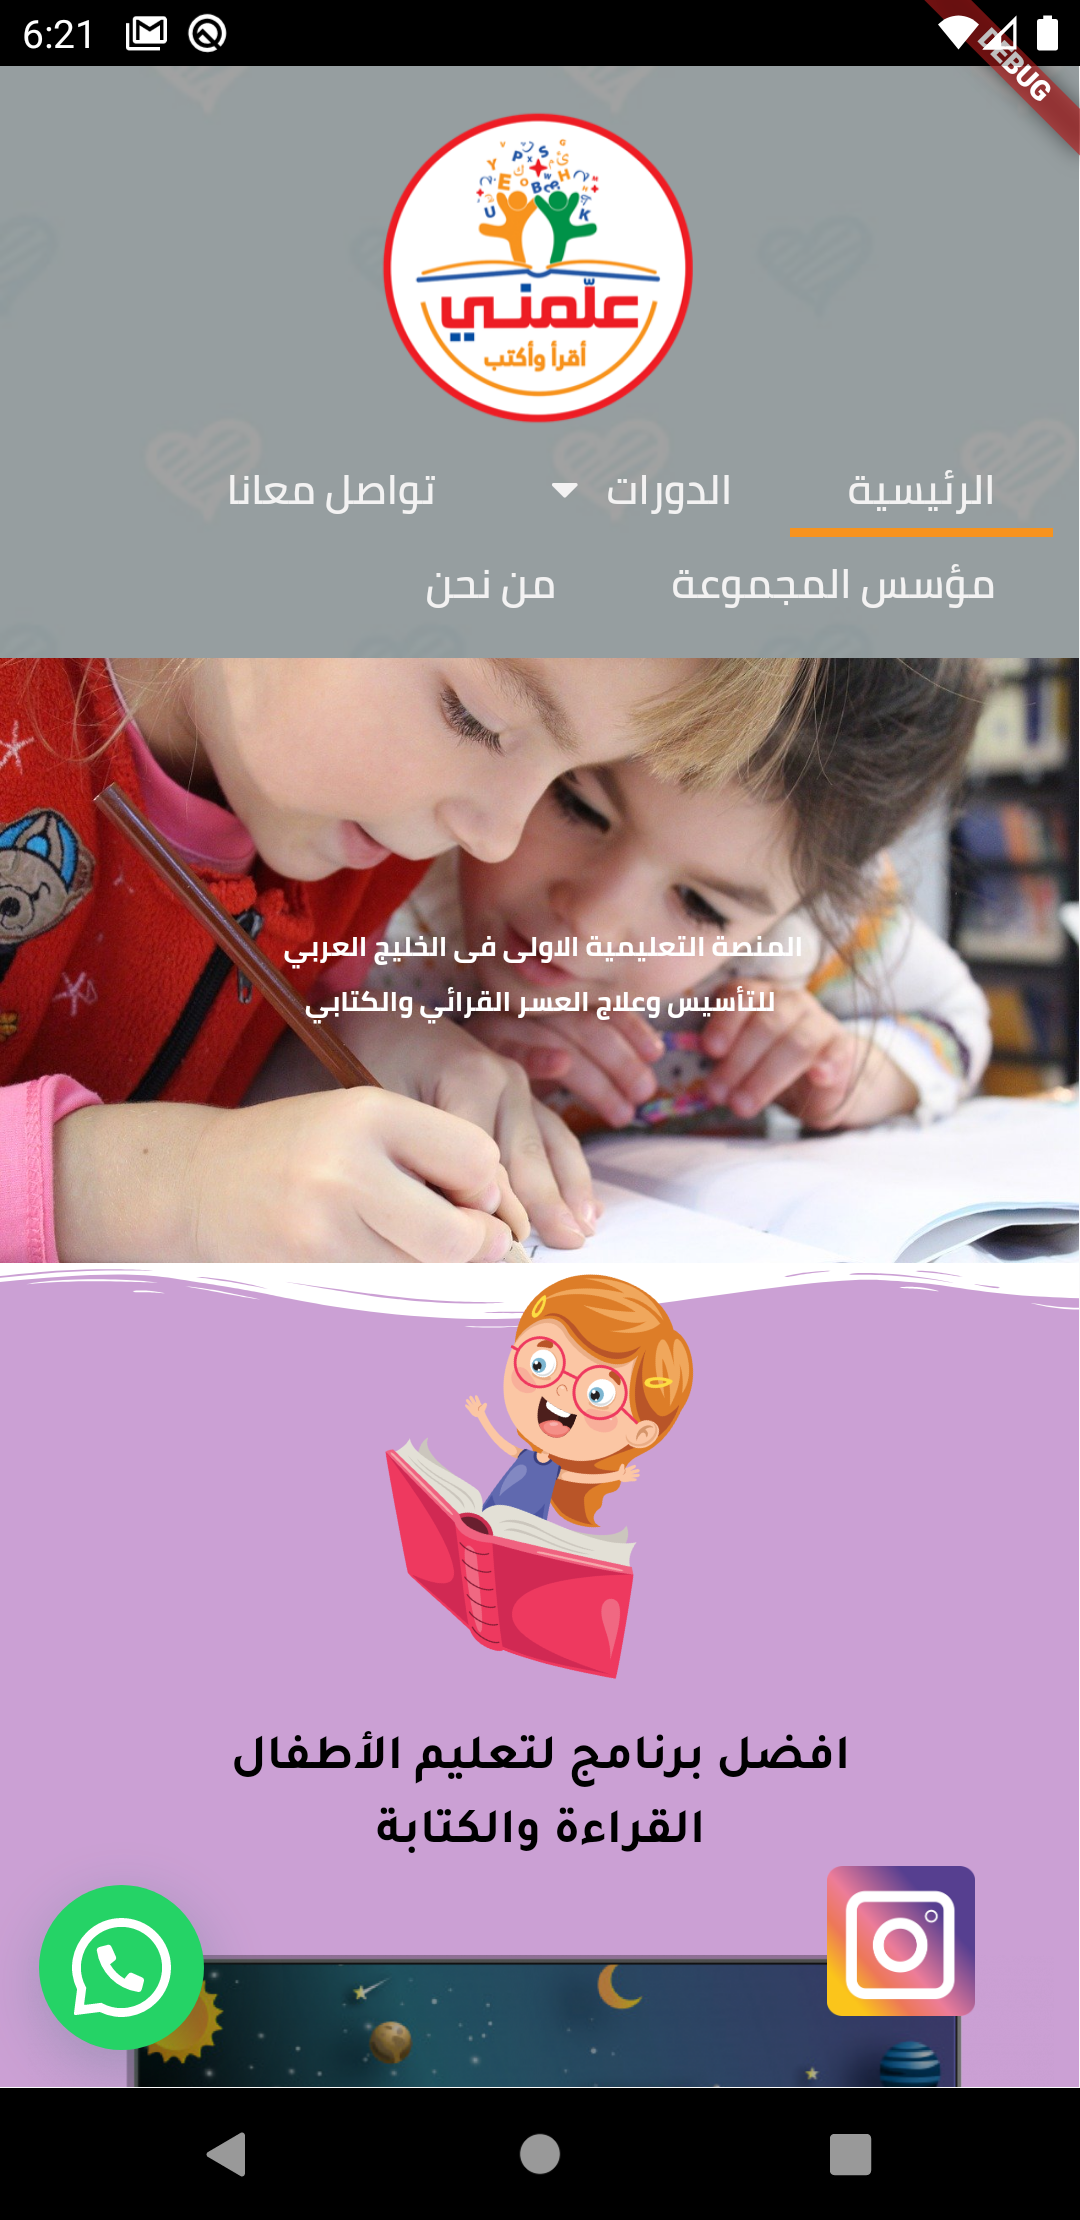 6:21
DEBUG
علّمني
أقرأ وأكتب
الرئيسية الدورات تواصل معانا
مؤسس المجموعة من نحن
المنصة التعليمية الاولى فى الخليج العربي
للتأسيس وعلاج العسر القرائي والكتابي
افضل برنامج لتعليم الأطفال
القراءة والكتابة